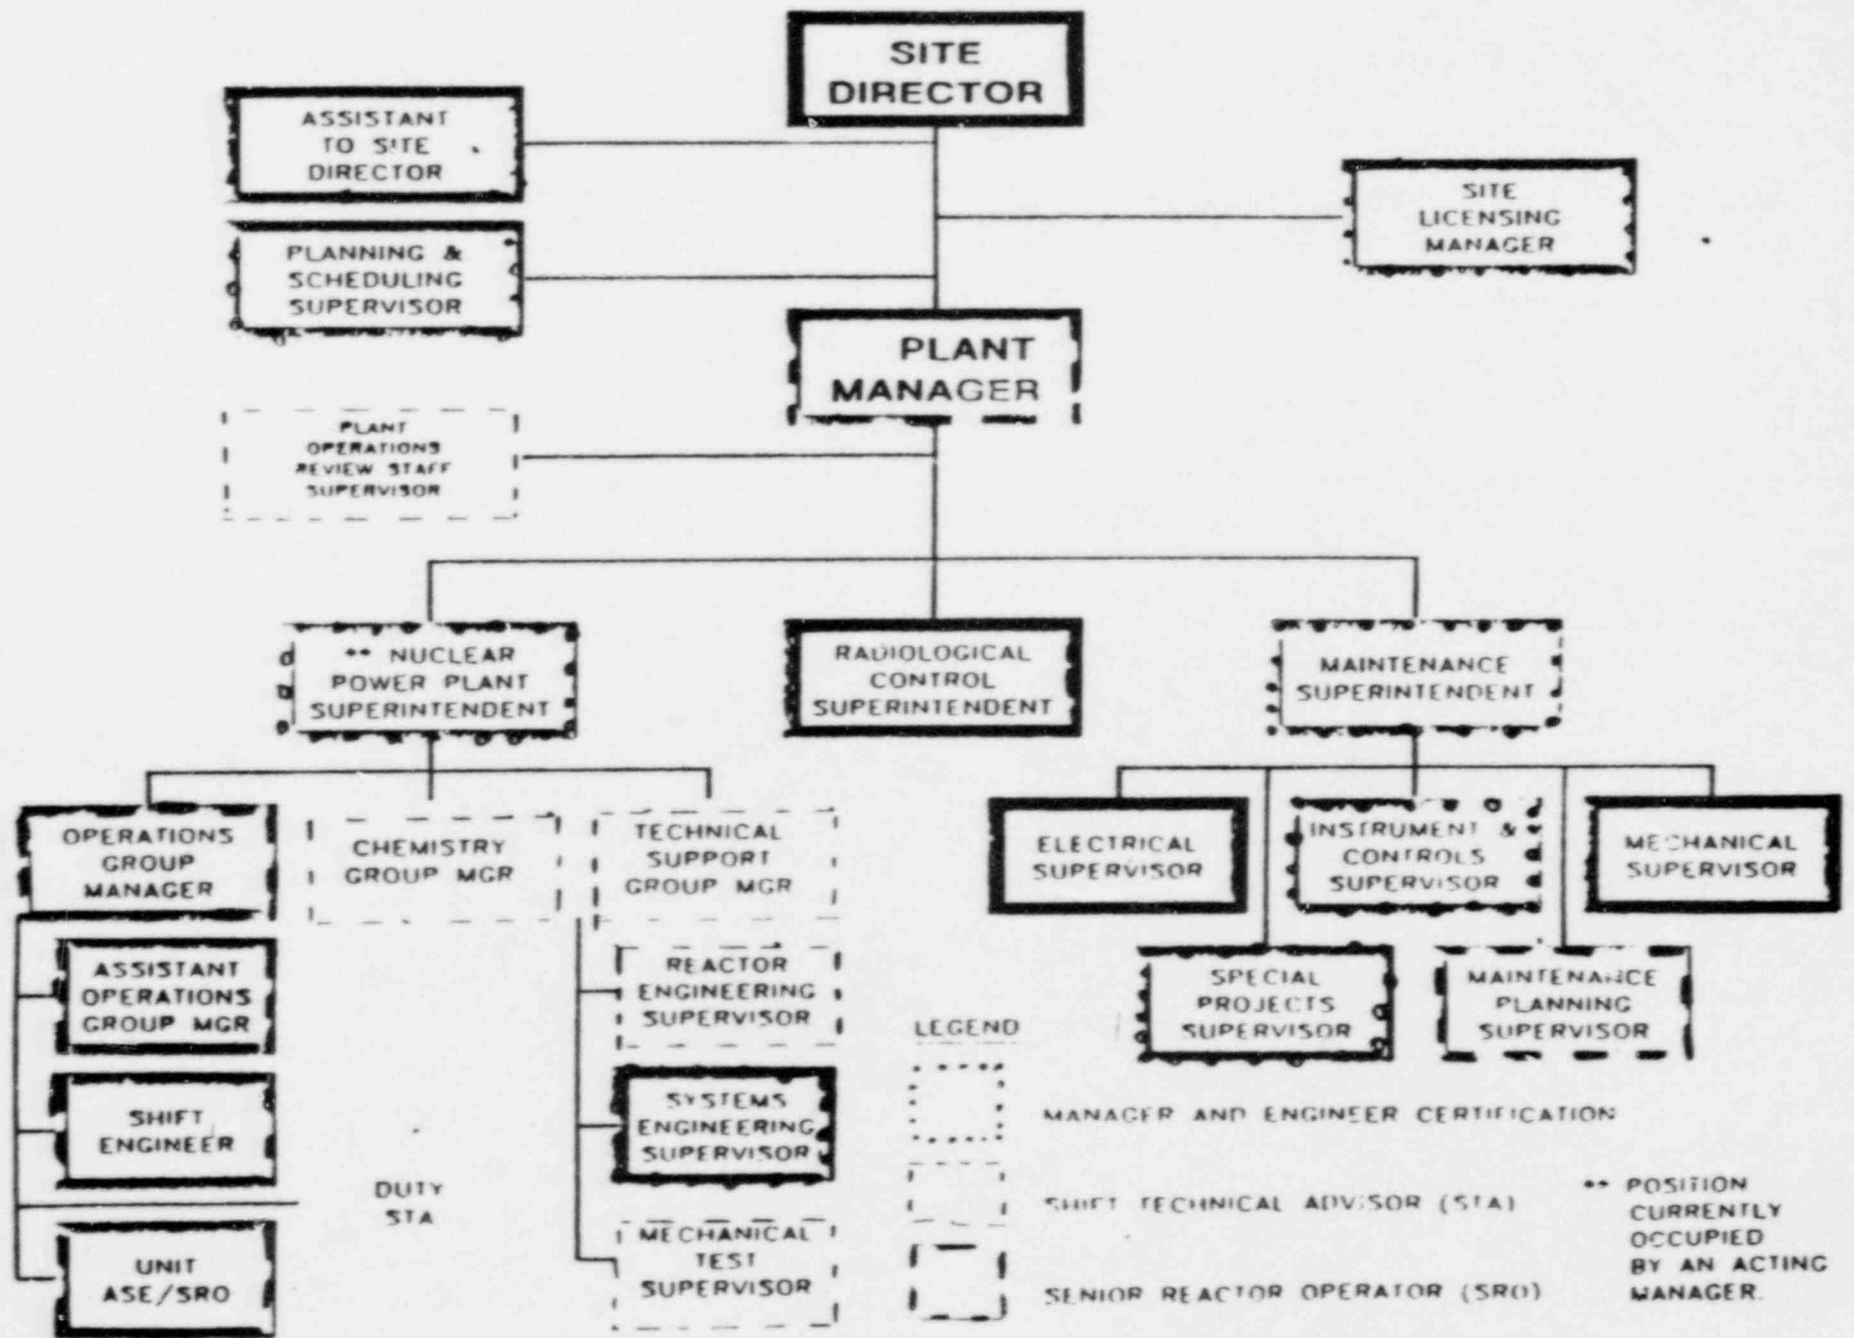 SITE
DIRECTOR
ASSISTANT
TO SITE
DIRECTOR
SITE
LICENSING
MANAGER
PLANNING &
SCHEDULING
SUPERVISOR
PLANT
MANAGER
PLANT
OPERATIONS
REVIEW STAFF
SUPERVISOR
** NUCLEAR
POWER PLANT
SUPERINTENDENT
RADIOLOGICAL
CONTROL
SUPERINTENDENT
MAINTENANCE
SUPERINTENDENT
OPERATIONS
GROUP
MANAGER
CHEMISTRY
GROUP MGR
TECHNICAL
SUPPORT
GROUP MGR
ELECTRICAL
SUPERVISOR
INSTRUMENT &
CONTROLS
SUPERVISOR
MECHANICAL
SUPERVISOR
ASSISTANT
OPERATIONS
GROUP MGR
REACTOR
ENGINEERING
SUPERVISOR
SPECIAL
PROJECTS
SUPERVISOR
MAINTENANCE
PLANNING
SUPERVISOR
SHIFT
ENGINEER
SYSTEMS
ENGINEERING
SUPERVISOR
DUTY
STA
UNIT
ASE/SRO
MECHANICAL
TEST
SUPERVISOR
LEGEND
MANAGER AND ENGINEER CERTIFICATION
SHIFT TECHNICAL ADVISOR (STA)
SENIOR REACTOR OPERATOR (SRO)
** POSITION
CURRENTLY
OCCUPIED
BY AN ACTING
MANAGER.